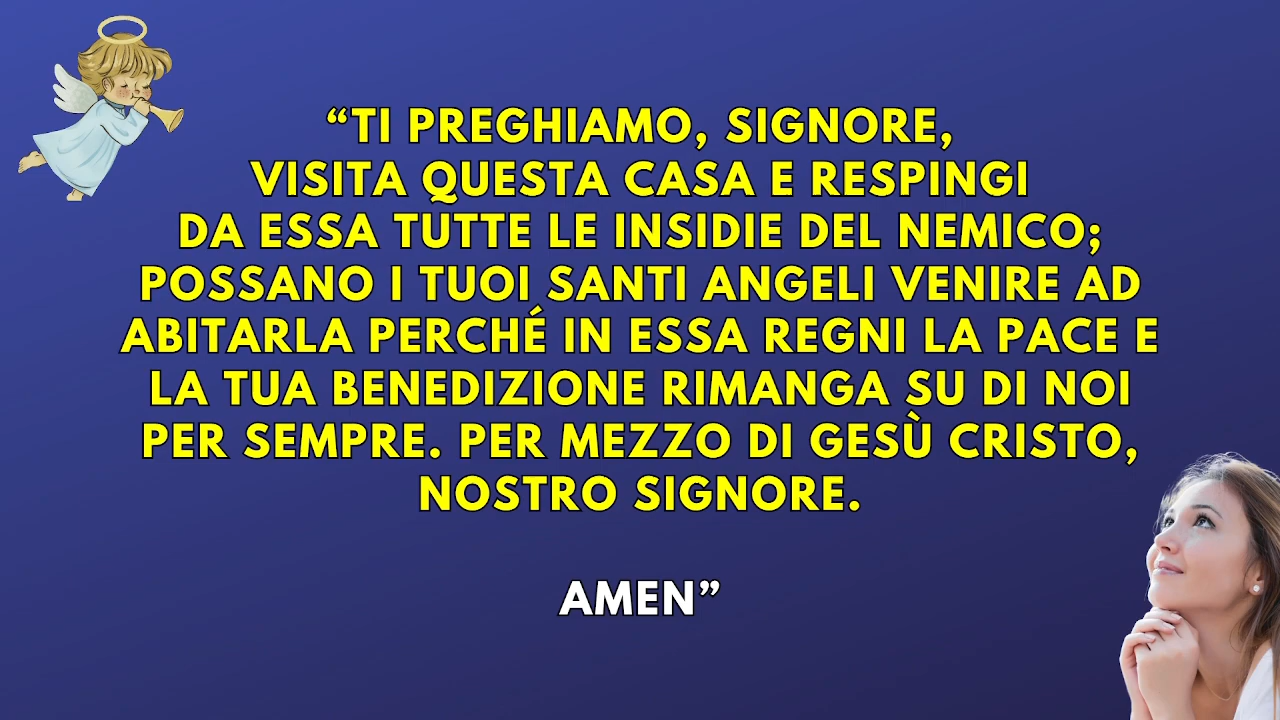 “TI PREGHIAMO, SIGNORE,
VISITA QUESTA CASA E RESPINGI
DA ESSA TUTTE LE INSIDIE DEL NEMICO;
POSSANO I TUOI SANTI ANGELI VENIRE AD
ABITARLA PERCHÉ IN ESSA REGNI LA PACE E
LA TUA BENEDIZIONE RIMANGA SU DI NOI
PER SEMPRE. PER MEZZO DI GESÙ CRISTO,
NOSTRO SIGNORE.
AMEN”